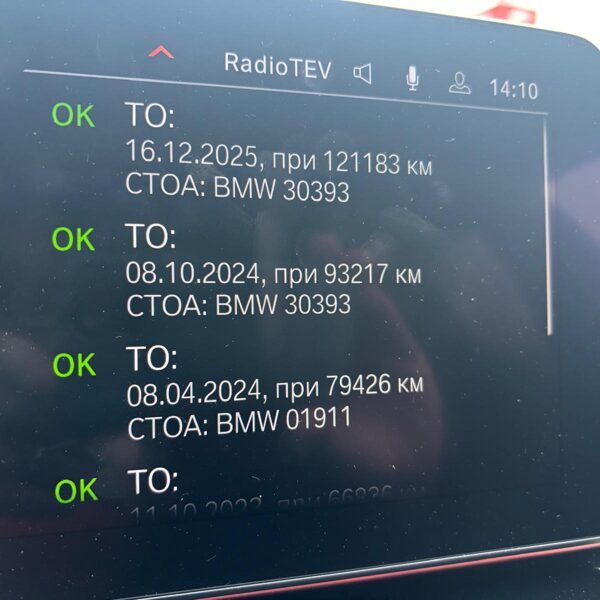 RadioTEV 14:10
OK ТО:
16.12.2025, при 121183 км
СТОА: BMW 30393
OK ТО:
08.10.2024, при 93217 км
СТОА: BMW 30393
OK ТО:
08.04.2024, при 79426 км
СТОА: BMW 01911
OK ТО: